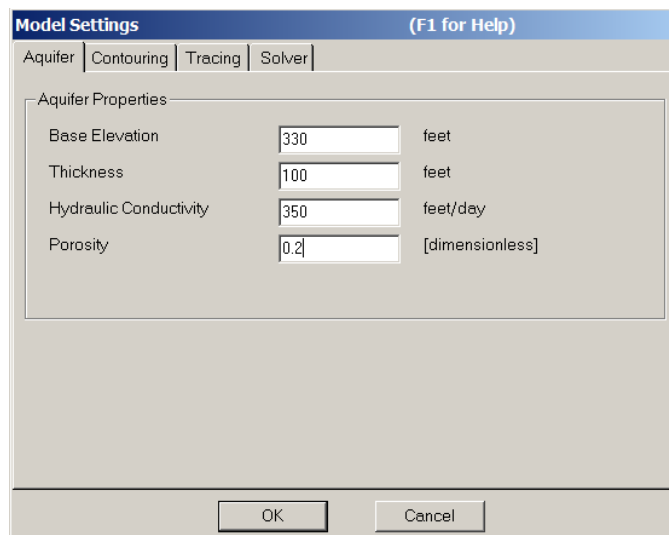 Model Settings (F1 for Help)
Aquifer Contouring Tracing Solver
Aquifer Properties
Base Elevation 330 feet
Thickness 100 feet
Hydraulic Conductivity 350 feet/day
Porosity 0.2 [dimensionless]
OK Cancel